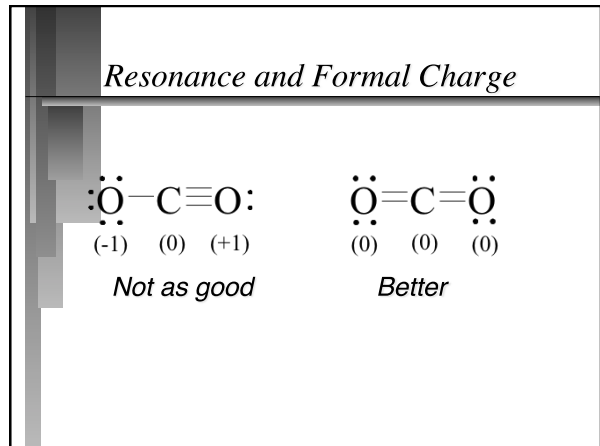 Resonance and Formal Charge
:Ö̤—C≡O: Ö̤=C=Ö̤
(-1) (0) (+1) (0) (0) (0)
Not as good Better